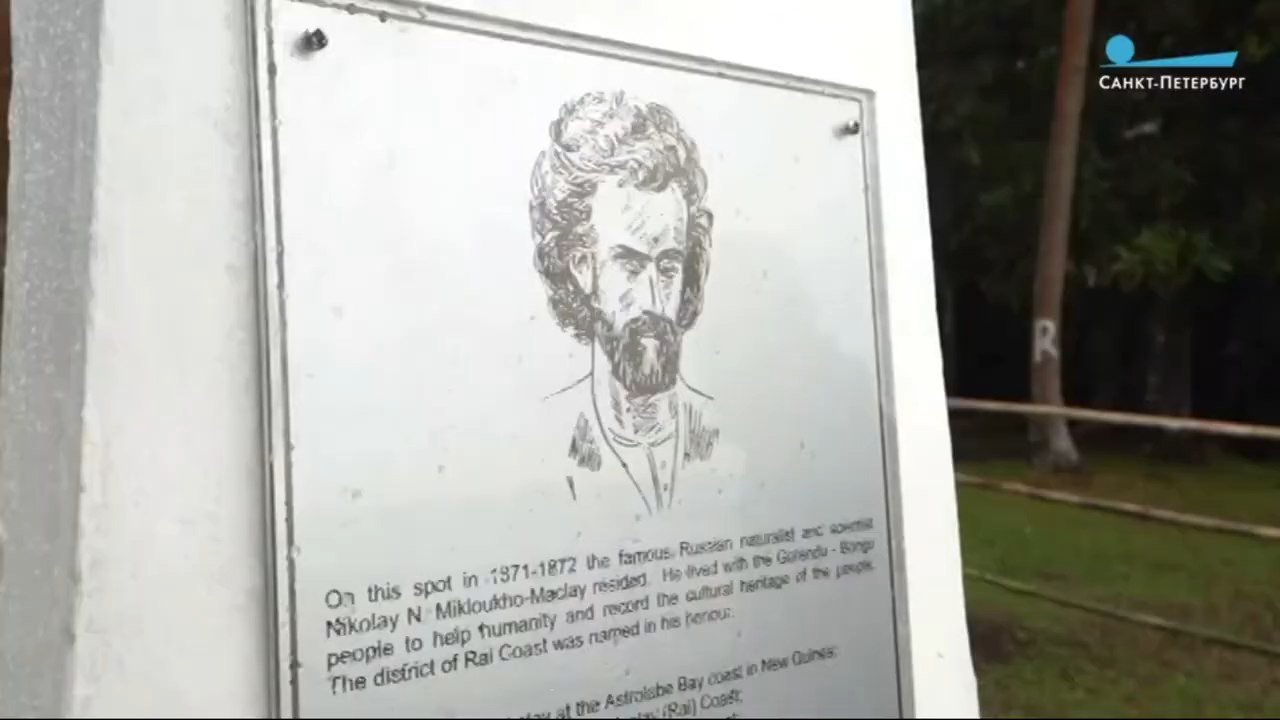 САНКТ-ПЕТЕРБУРГ
R
On this spot in 1871-1872 the famous Russian naturalist and scientist
Nikolay N. Mikloukho-Maclay resided. He lived with the Gorendu - Bongu
people to help humanity and record the cultural heritage of the people.
The district of Rai Coast was named in his honour.
at the Astrolabe Bay coast in New Guinea:
(Rai) Coast;